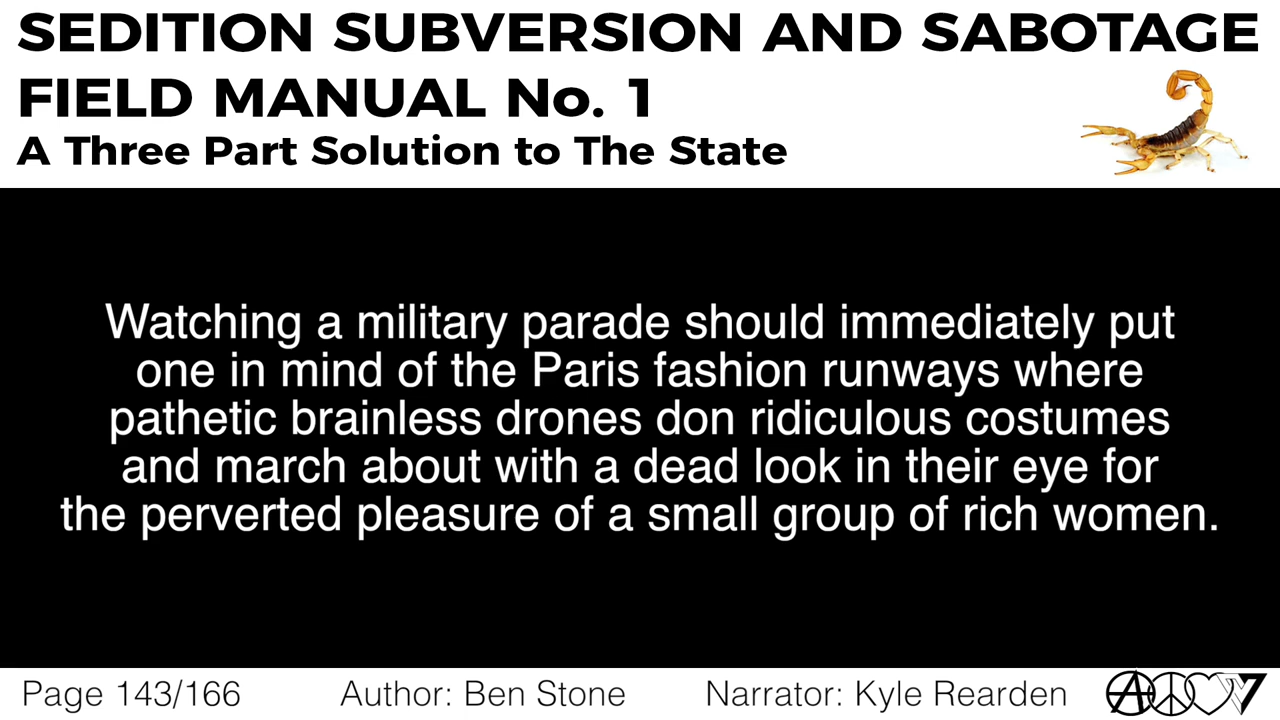 SEDITION SUBVERSION AND SABOTAGE
FIELD MANUAL No. 1
A Three Part Solution to The State
Watching a military parade should immediately put
one in mind of the Paris fashion runways where
pathetic brainless drones don ridiculous costumes
and march about with a dead look in their eye for
the perverted pleasure of a small group of rich women.
Page 143/166 Author: Ben Stone Narrator: Kyle Rearden